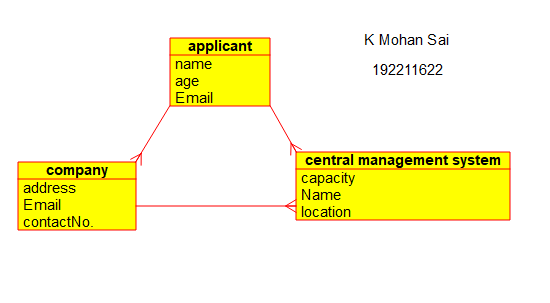 K Mohan Sai
192211622
applicant
name
age
Email
company
address
Email
contactNo.
central management system
capacity
Name
location